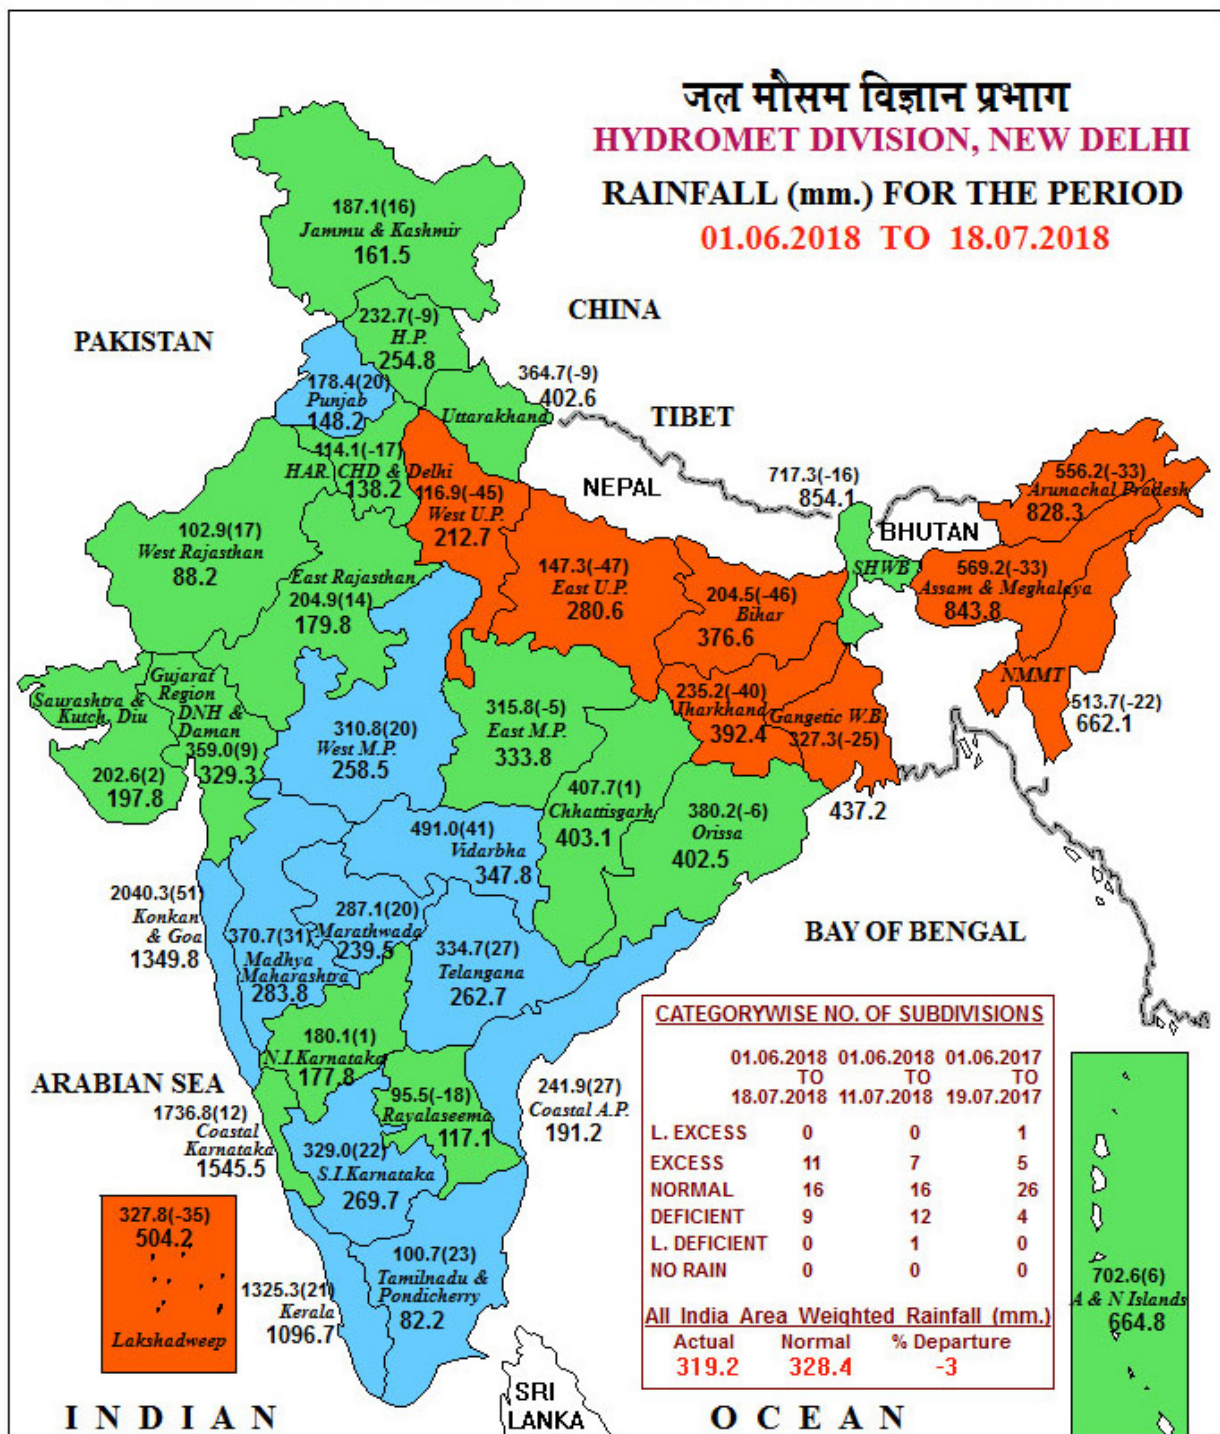 जल मौसम विज्ञान प्रभाग
HYDROMET DIVISION, NEW DELHI
RAINFALL (mm.) FOR THE PERIOD
01.06.2018 TO 18.07.2018
187.1(16)
Jammu & Kashmir
161.5
CHINA
PAKISTAN
232.7(-9)
H.P.
254.8
178.4(20)
Punjab
148.2
364.7(-9)
402.6
Uttarakhand
TIBET
114.1(-17)
HAR. CHD & Delhi
138.2
NEPAL
717.3(-16)
854.1
SHWB
BHUTAN
556.2(-33)
Arunachal Pradesh
828.3
116.9(-45)
West U.P.
212.7
102.9(17)
West Rajasthan
88.2
East Rajasthan
204.9(14)
179.8
147.3(-47)
East U.P.
280.6
204.5(-46)
Bihar
376.6
569.2(-33)
Assam & Meghalaya
843.8
NMMT
513.7(-22)
662.1
Saurashtra &
Kutch, Diu
202.6(2)
197.8
Gujarat
Region
DNH &
Daman
359.0(9)
329.3
310.8(20)
West M.P.
258.5
315.8(-5)
East M.P.
333.8
235.2(-40)
Jharkhand
392.4
Gangetic W.B.
327.3(-25)
437.2
407.7(1)
Chhattisgarh
403.1
380.2(-6)
Orissa
402.5
491.0(41)
Vidarbha
347.8
2040.3(51)
Konkan
& Goa
1349.8
370.7(31)
Madhya
Maharashtra
283.8
287.1(20)
Marathwada
239.5
334.7(27)
Telangana
262.7
BAY OF BENGAL
180.1(1)
N.I.Karnataka
177.8
ARABIAN SEA
1736.8(12)
Coastal
Karnataka
1545.5
95.5(-18)
Rayalaseema
117.1
241.9(27)
Coastal A.P.
191.2
329.0(22)
S.I.Karnataka
269.7
327.8(-35)
504.2
Lakshadweep
1325.3(21)
Kerala
1096.7
100.7(23)
Tamilnadu &
Pondicherry
82.2
CATEGORYWISE NO. OF SUBDIVISIONS
01.06.2018 01.06.2018 01.06.2017
TO TO TO
18.07.2018 11.07.2018 19.07.2017
L. EXCESS 0 0 1
EXCESS 11 7 5
NORMAL 16 16 26
DEFICIENT 9 12 4
L. DEFICIENT 0 1 0
NO RAIN 0 0 0
All India Area Weighted Rainfall (mm.)
Actual Normal % Departure
319.2 328.4 -3
702.6(6)
A & N Islands
664.8
SRI
LANKA
INDIAN OCEAN